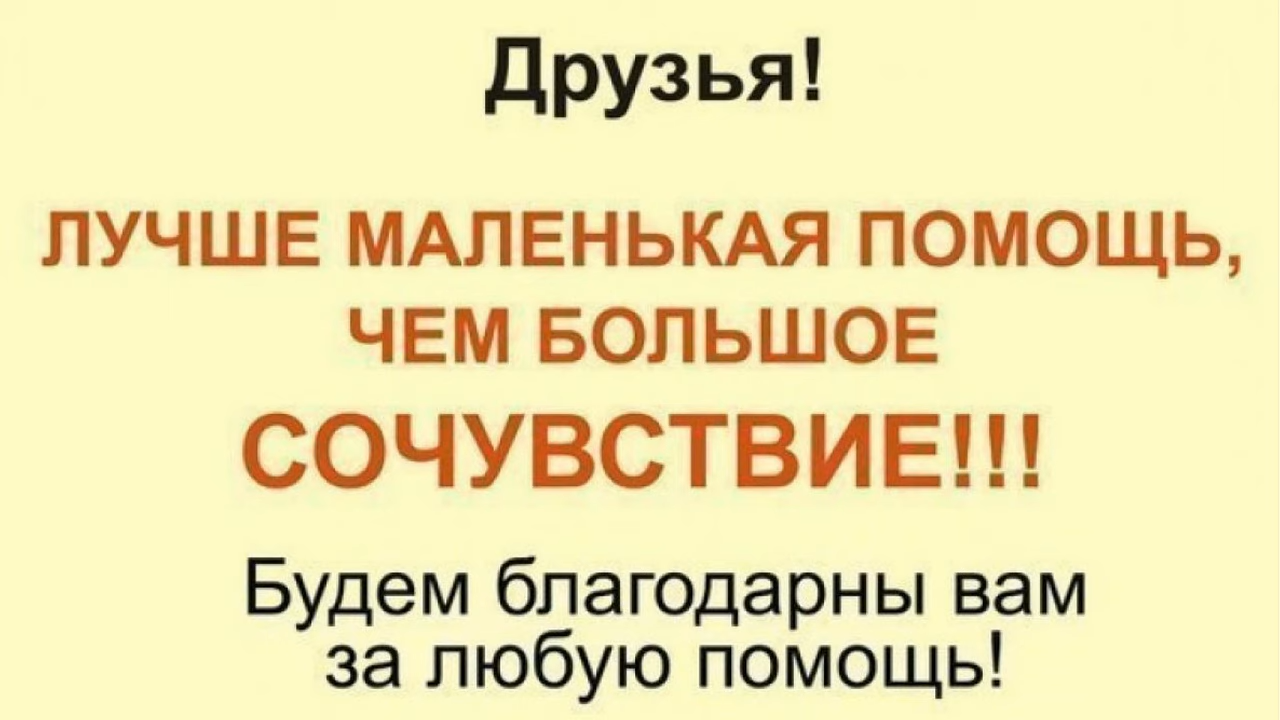 Друзья!
ЛУЧШЕ МАЛЕНЬКАЯ ПОМОЩЬ,
ЧЕМ БОЛЬШОЕ
СОЧУВСТВИЕ!!!
Будем благодарны вам
за любую помощь!